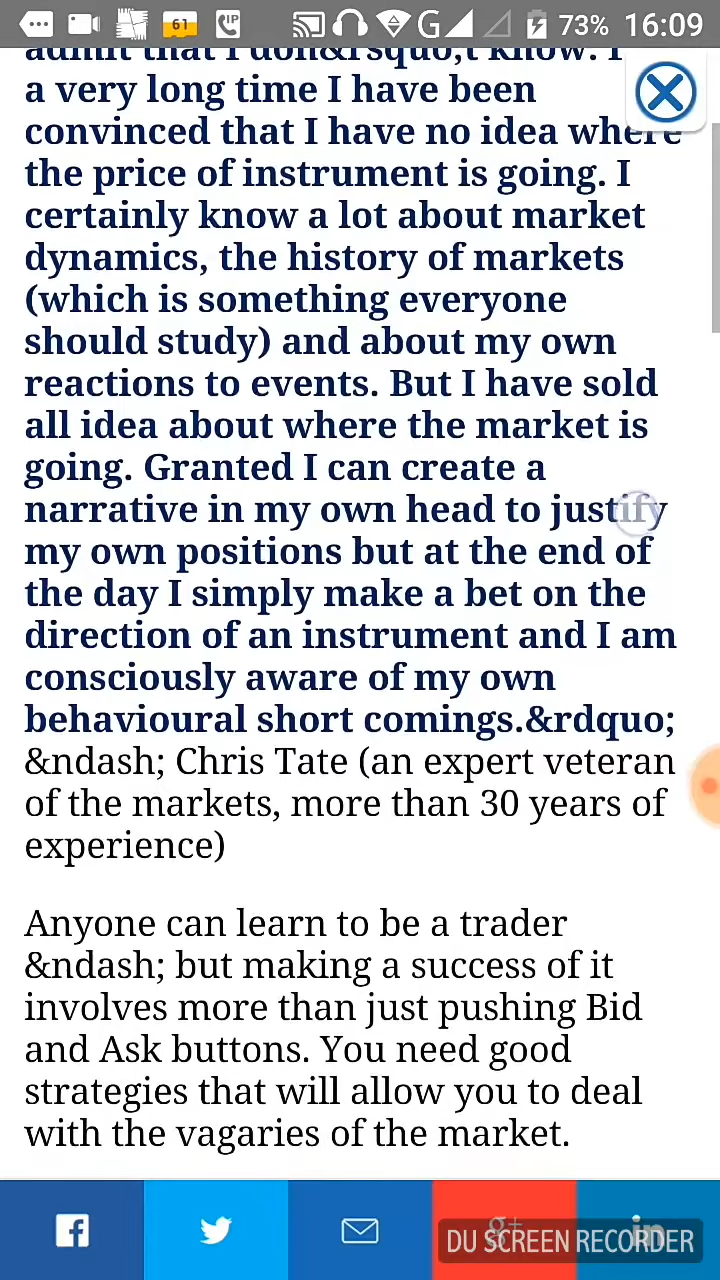 61
G
73% 16:09
admit that I don&rsquo;t know. F
a very long time I have been
convinced that I have no idea where
the price of instrument is going. I
certainly know a lot about market
dynamics, the history of markets
(which is something everyone
should study) and about my own
reactions to events. But I have sold
all idea about where the market is
going. Granted I can create a
narrative in my own head to justify
my own positions but at the end of
the day I simply make a bet on the
direction of an instrument and I am
consciously aware of my own
behavioural short comings.&rdquo;
&ndash; Chris Tate (an expert veteran
of the markets, more than 30 years of
experience)
Anyone can learn to be a trader
&ndash; but making a success of it
involves more than just pushing Bid
and Ask buttons. You need good
strategies that will allow you to deal
with the vagaries of the market.
g+ in
DU SCREEN RECORDER